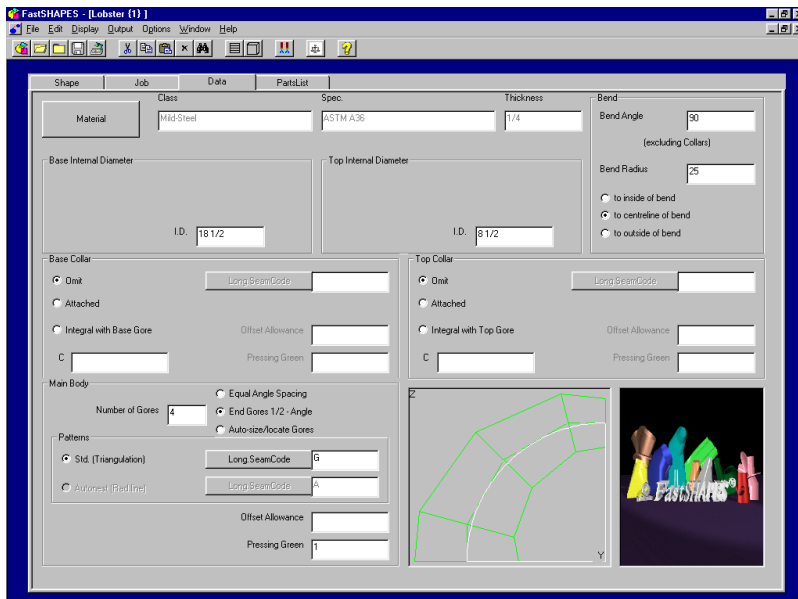 FastSHAPES - [Lobster {1} ]
File Edit Display Output Options Window Help
Shape Job Data PartsList
Class Spec. Thickness Bend
Material Mild-Steel ASTM A36 1/4 Bend Angle 90
(excluding Collars)
Base Internal Diameter Top Internal Diameter
Bend Radius 25
to inside of bend
to centreline of bend
I.D. 18 1/2 I.D. 8 1/2
to outside of bend
Base Collar Top Collar
Omit Long.SeamCode Omit Long.SeamCode
Attached Attached
Integral with Base Gore Offset Allowance Integral with Top Gore Offset Allowance
C Pressing Green C Pressing Green
Main Body
Equal Angle Spacing
Number of Gores 4 End Gores 1/2 - Angle
Auto-size/locate Gores
Patterns
Std. (Triangulation) Long.SeamCode G
Autonest (Red line) Long.SeamCode A
Offset Allowance
Pressing Green 1
Z
Y
FastSHAPES